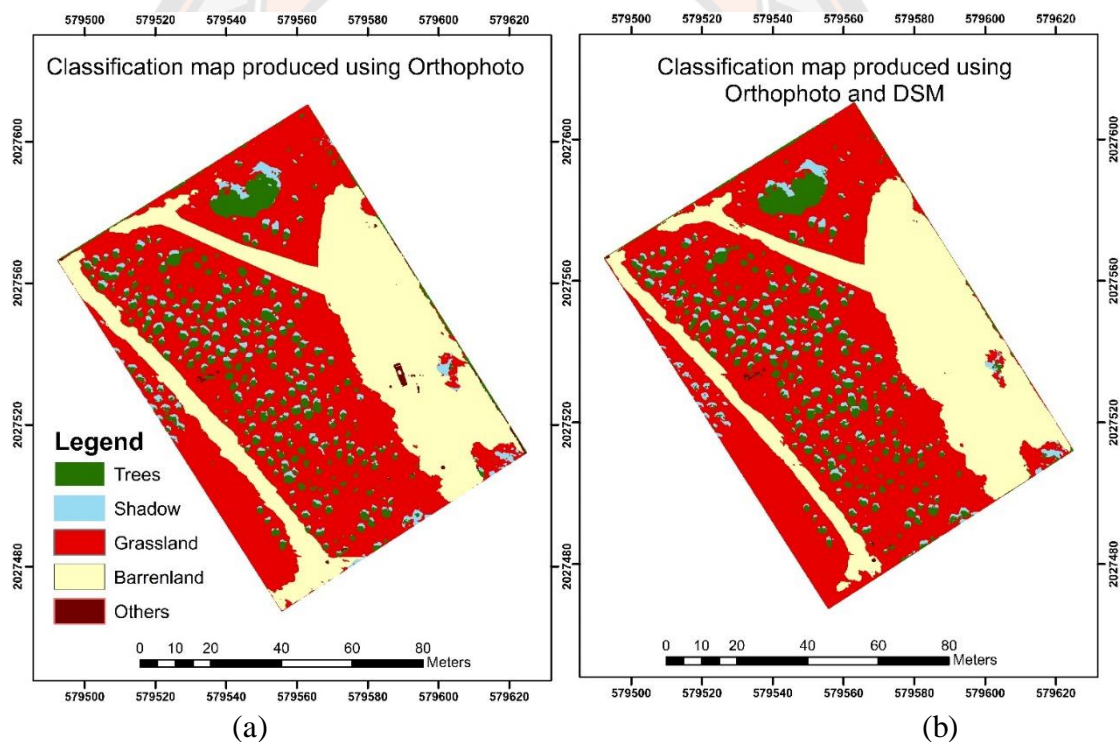 579500 579520 579540 579560 579580 579600 579620
Classification map produced using Orthophoto
2027600
2027560
2027520
2027480
Legend
Trees
Shadow
Grassland
Barrenland
Others
0 10 20 40 60 80
Meters
579500 579520 579540 579560 579580 579600 579620
(a)
579500 579520 579540 579560 579580 579600 579620
Classification map produced using
Orthophoto and DSM
2027600
2027560
2027520
2027480
2027600
2027560
2027520
2027480
0 10 20 40 60 80
Meters
579500 579520 579540 579560 579580 579600 579620
(b)